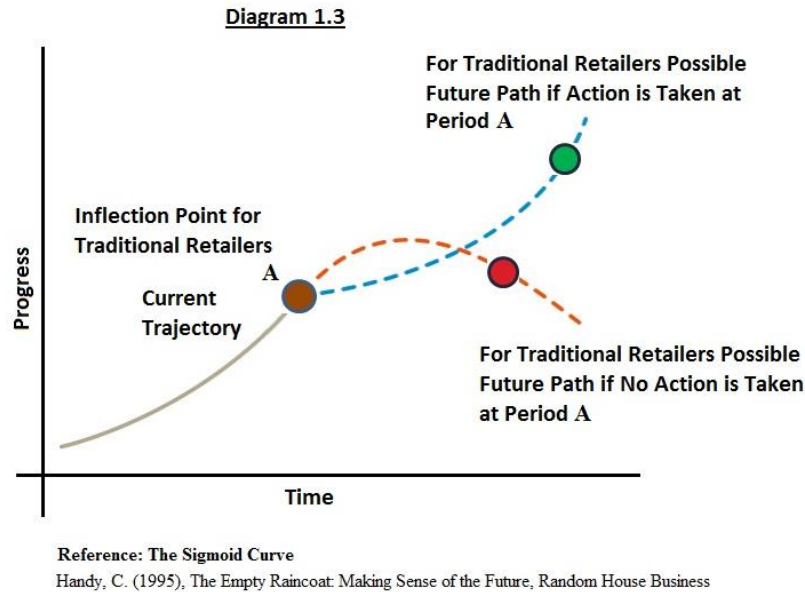 Diagram 1.3
For Traditional Retailers Possible
Future Path if Action is Taken at
Period A
Inflection Point for
Traditional Retailers
A
Current
Trajectory
Progress
For Traditional Retailers Possible
Future Path if No Action is Taken
at Period A
Time
Reference: The Sigmoid Curve
Handy, C. (1995), The Empty Raincoat: Making Sense of the Future, Random House Business